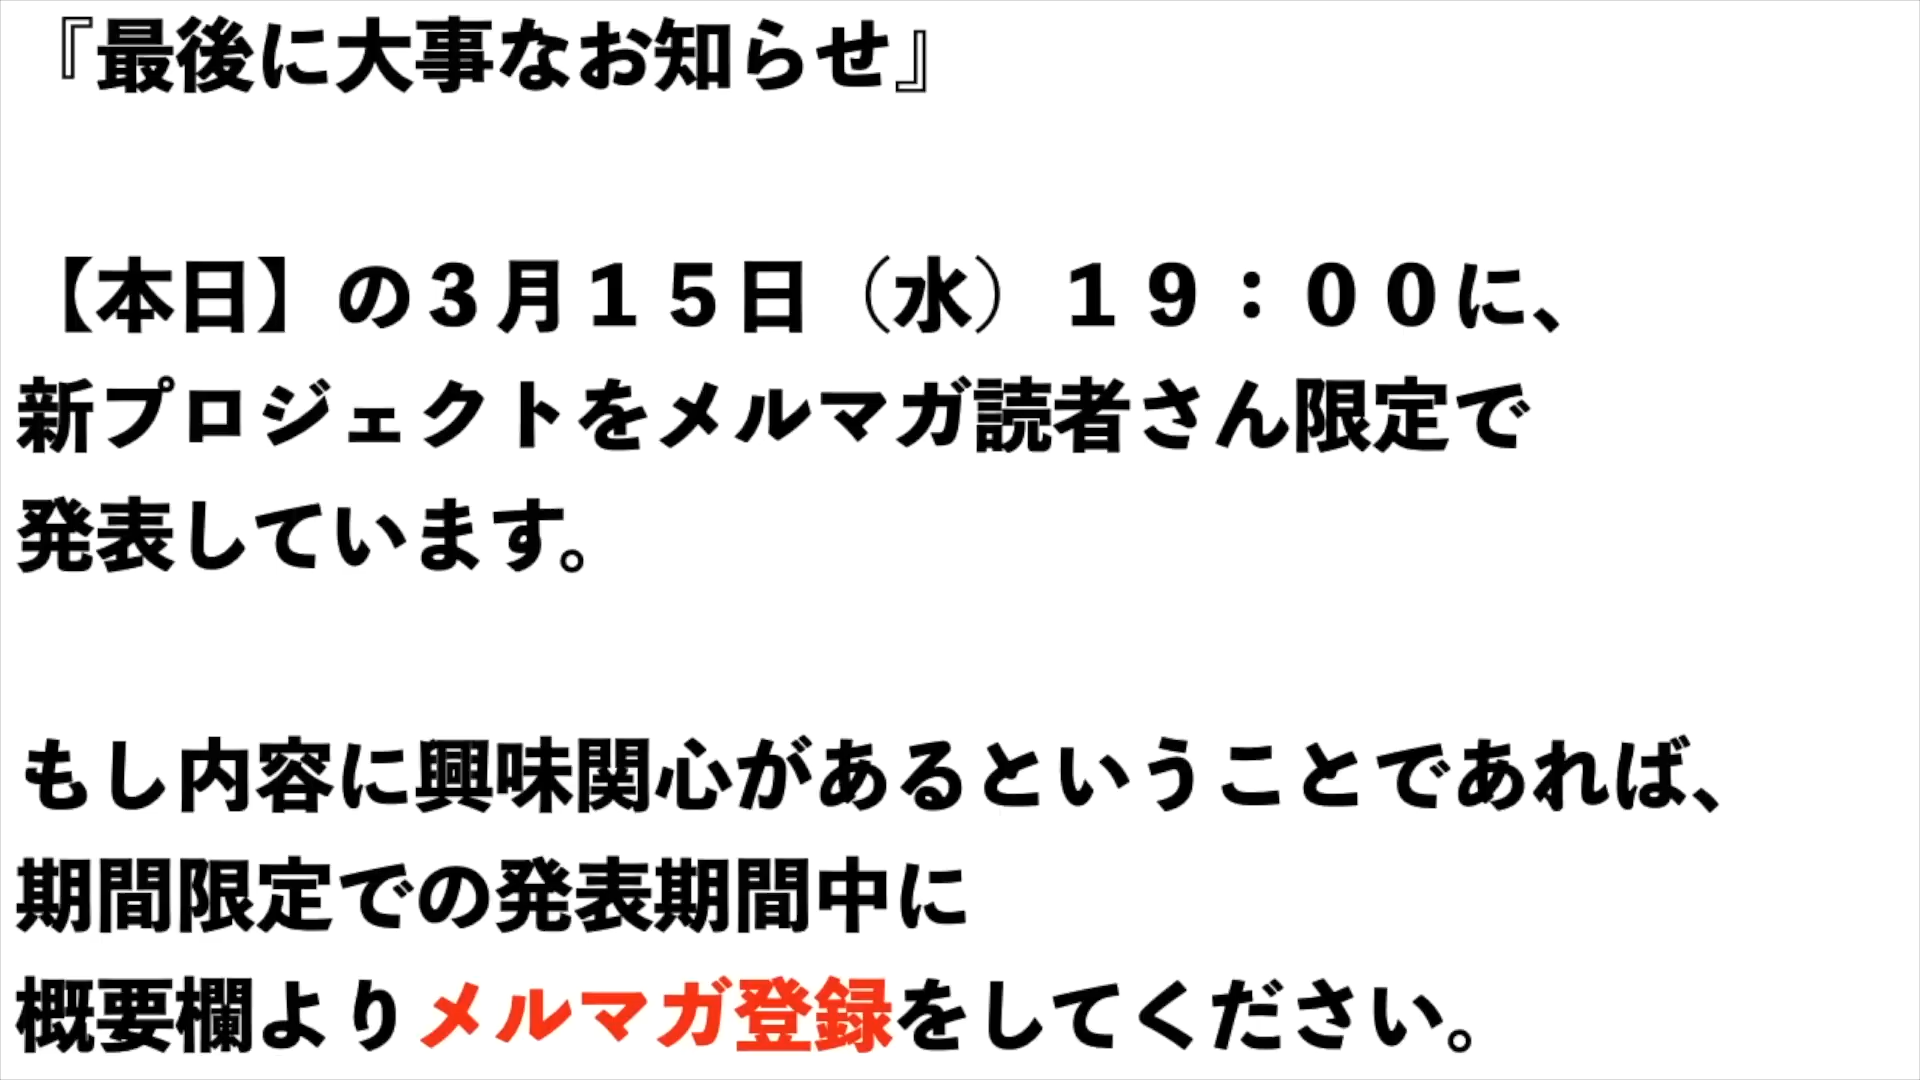 『最後に大事なお知らせ』
【本日】の３月１５日（水）１９：００に、
新プロジェクトをメルマガ読者さん限定で
発表しています。
もし内容に興味関心があるということであれば、
期間限定での発表期間中に
概要欄よりメルマガ登録をしてください。